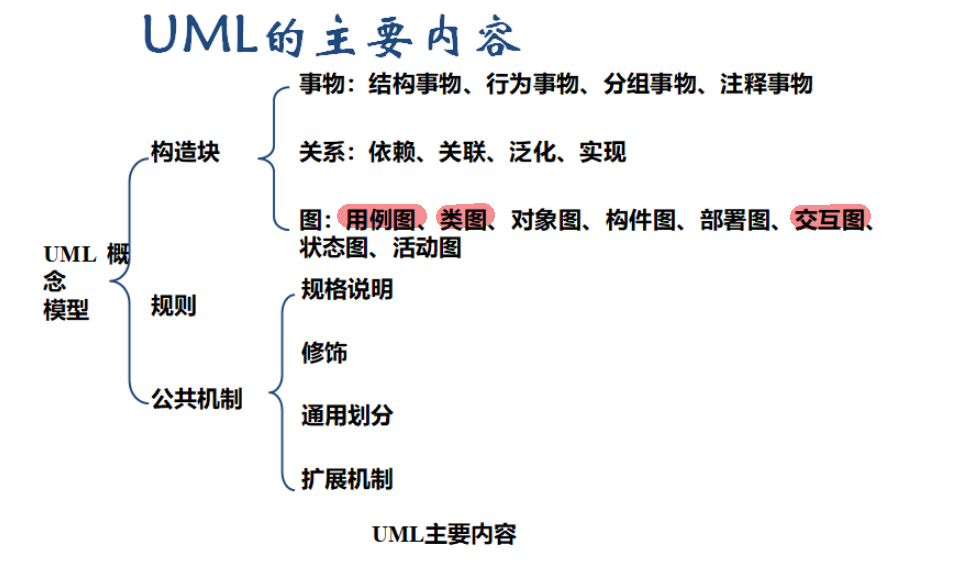 UML的主要内容
事物：结构事物、行为事物、分组事物、注释事物
构造块
关系：依赖、关联、泛化、实现
图：用例图、类图、对象图、构件图、部署图、交互图、
状态图、活动图
UML 概
念
模型
规则
公共机制
规格说明
修饰
通用划分
扩展机制
UML主要内容